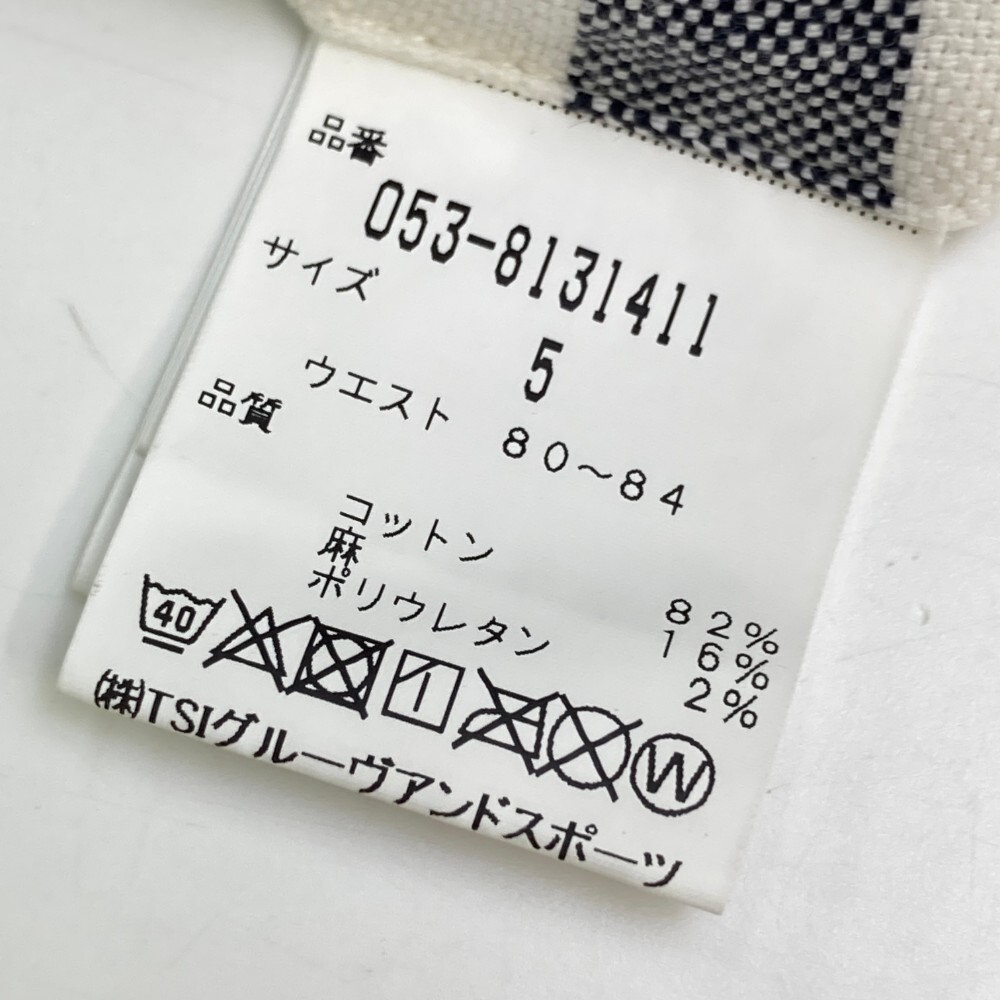 品番
053-8131411
サイズ
5
ウエスト 80～84
品質
コットン 82%
麻 16%
ポリウレタン 2%
40
W
(株)TSIグルーヴアンドスポーツ